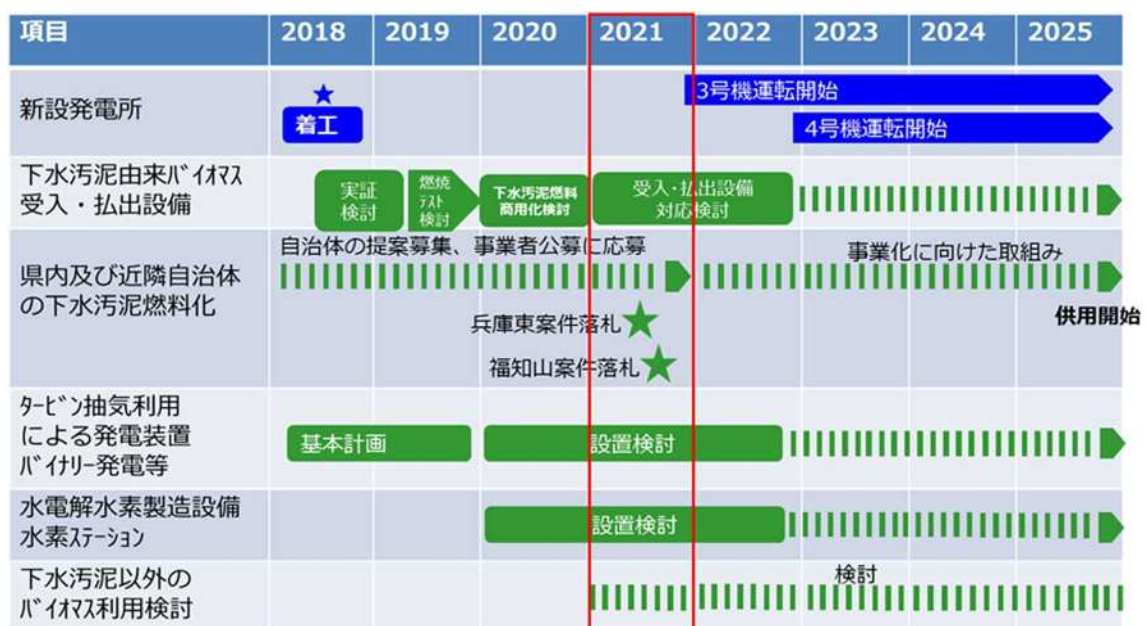 項目 2018 2019 2020 2021 2022 2023 2024 2025
新設発電所
★
着工
3号機運転開始
4号機運転開始
下水汚泥由来ﾊﾞｲｵﾏｽ
受入・払出設備
実証
検討
燃焼
ﾃｽﾄ
検討
下水汚泥燃料
商用化検討
受入・払出設備
対応検討
県内及び近隣自治体
の下水汚泥燃料化
自治体の提案募集、事業者公募に応募
事業化に向けた取組み
供用開始
兵庫東案件落札★
福知山案件落札★
ﾀｰﾋﾞﾝ抽気利用
による発電装置
ﾊﾞｲﾅﾘｰ発電等
基本計画
設置検討
水電解水素製造設備
水素ｽﾃｰｼｮﾝ
設置検討
下水汚泥以外の
ﾊﾞｲｵﾏｽ利用検討
検討